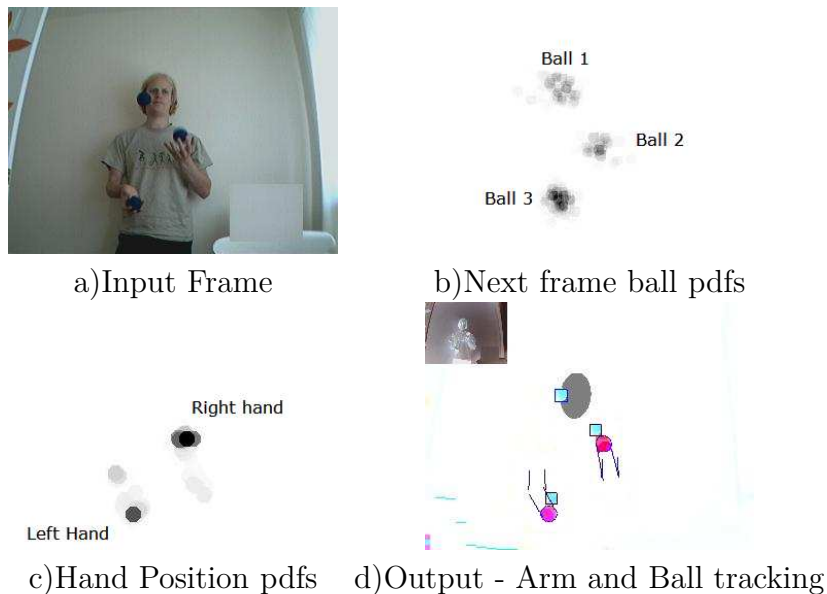 Ball 1
Ball 2
Ball 3
a)Input Frame
b)Next frame ball pdfs
Right hand
Left Hand
c)Hand Position pdfs
d)Output - Arm and Ball tracking